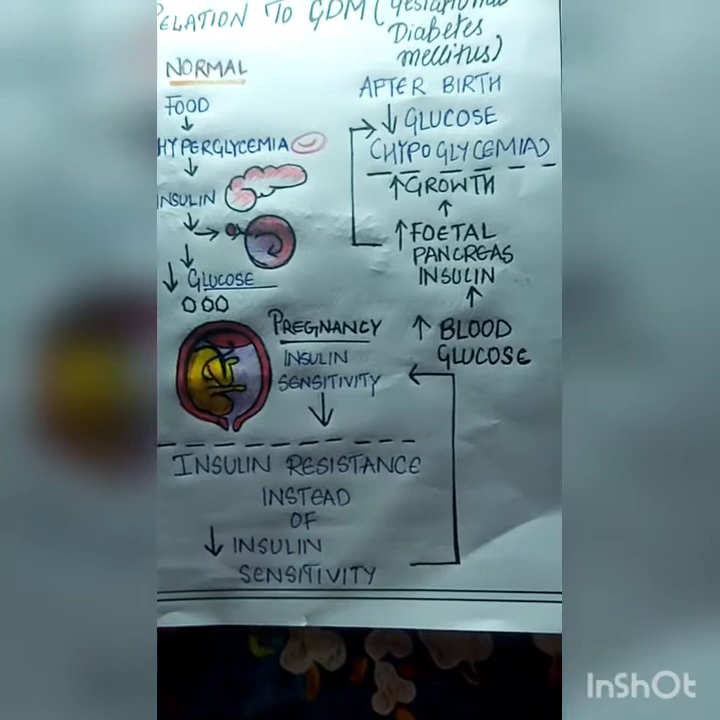 RELATION TO GDM (Gestational
Diabetes
mellitus)
NORMAL
FOOD
↓
HYPERGLYCEMIA
↓
INSULIN
↓ →
↓
↓ GLUCOSE
PREGNANCY
INSULIN
SENSITIVITY
↓
INSULIN RESISTANCE
INSTEAD
OF
↓ INSULIN
SENSITIVITY
AFTER BIRTH
↓ GLUCOSE
(HYPOGLYCEMIA)
↑ GROWTH
↑
↑ FOETAL
PANCREAS
INSULIN
↑
↑ BLOOD
GLUCOSE
InShOt